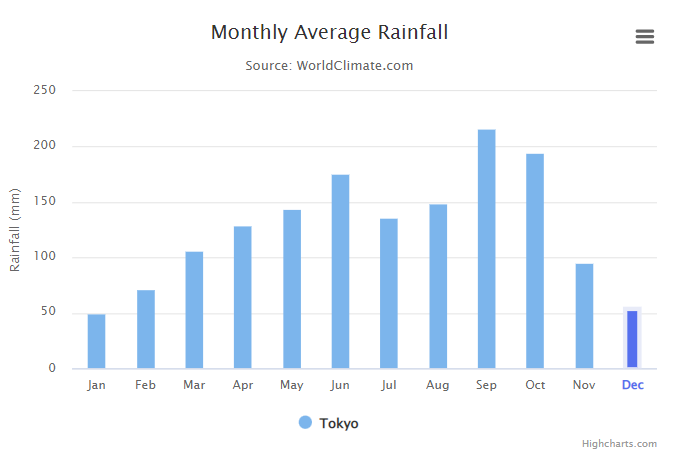 Monthly Average Rainfall
Source: WorldClimate.com
Rainfall (mm)
250
200
150
100
50
0
Jan Feb Mar Apr May Jun Jul Aug Sep Oct Nov Dec
Tokyo
Highcharts.com